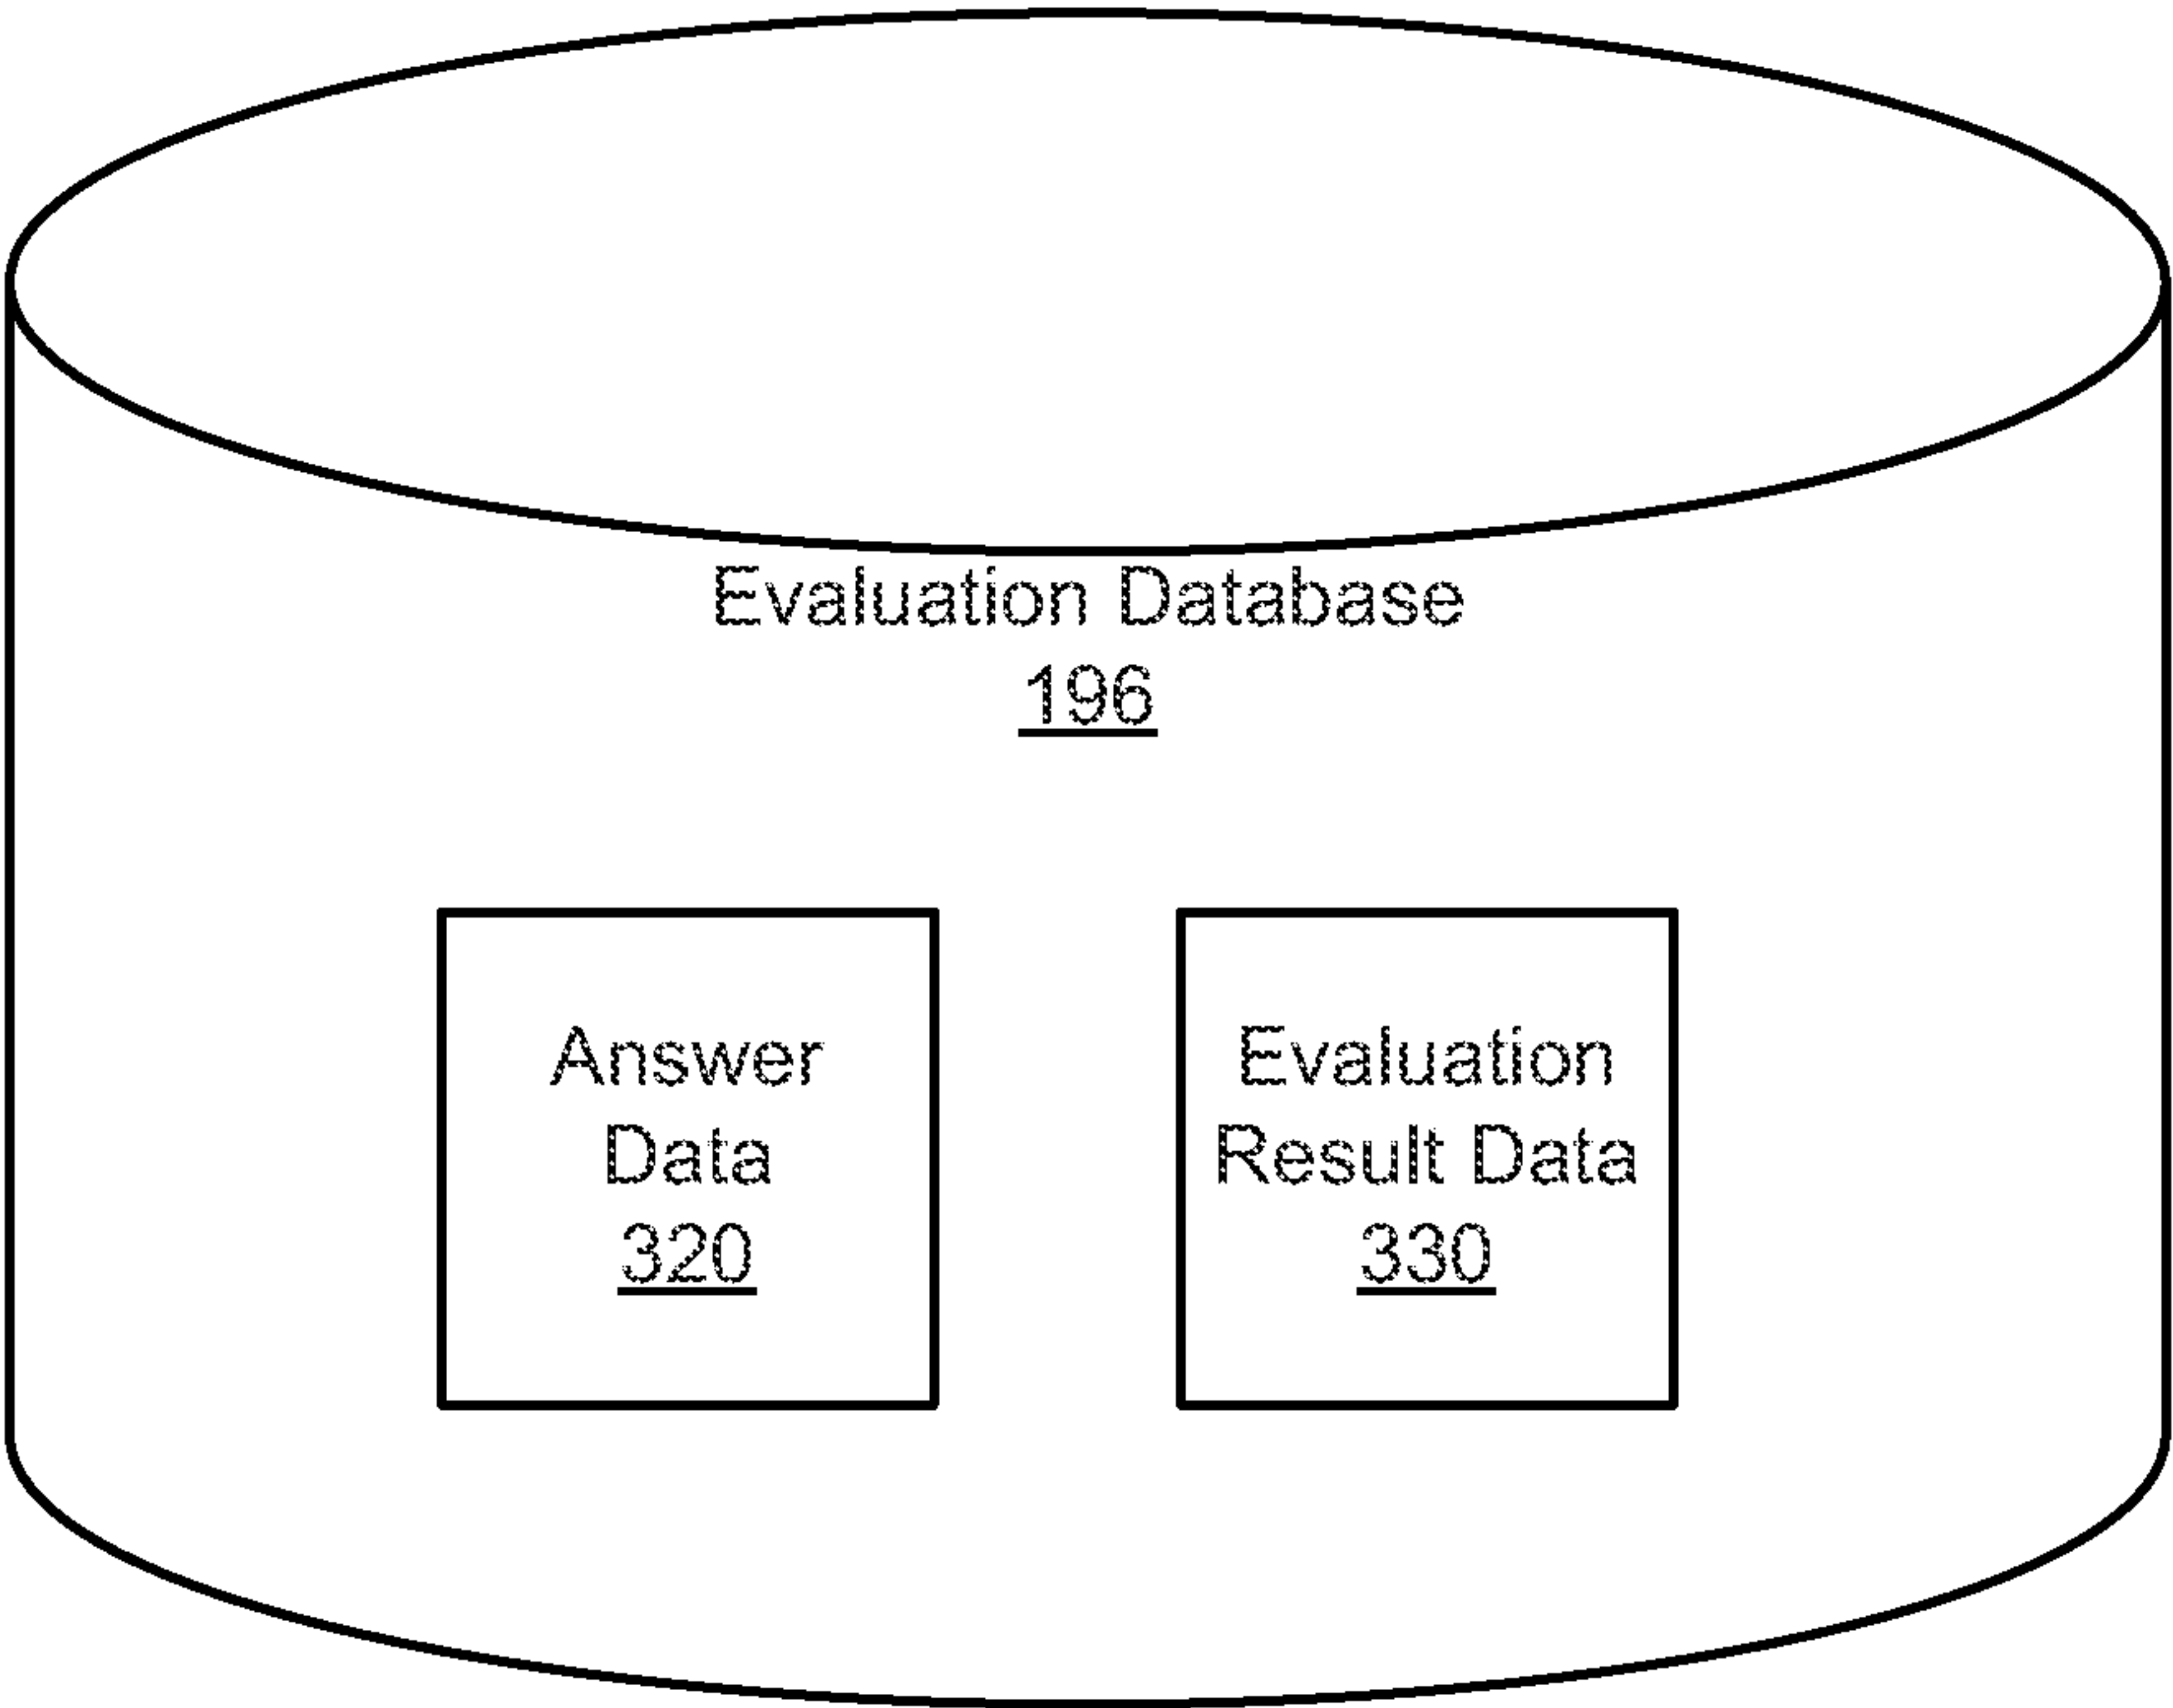 Evaluation Database
196
Answer
Data
320
Evaluation
Result Data
330